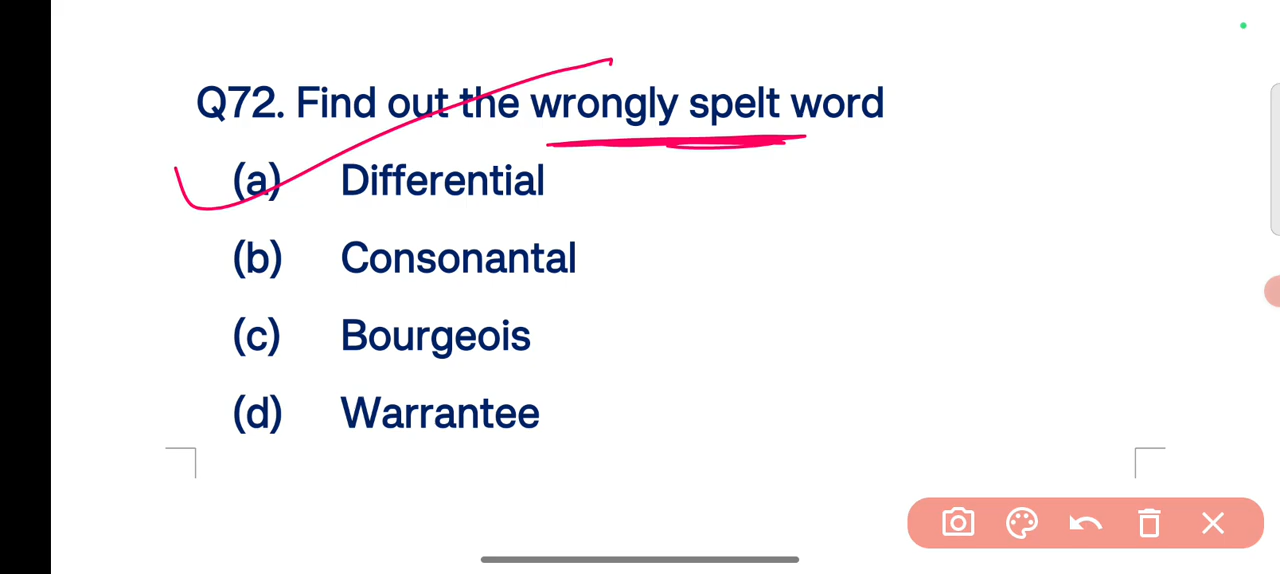 Q72. Find out the wrongly spelt word
(a) Differential
(b) Consonantal
(c) Bourgeois
(d) Warrantee